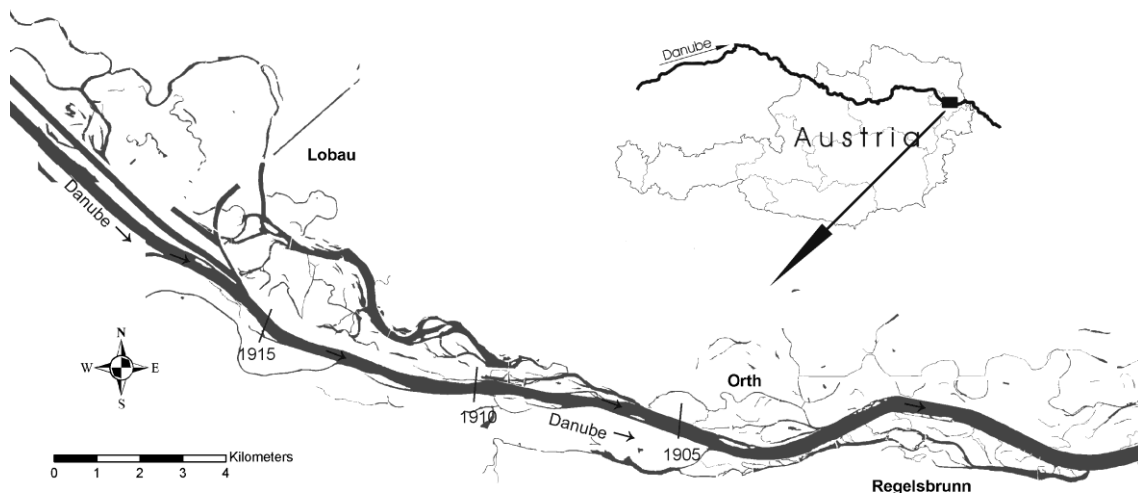 Danube
Austria
Lobau
Danube
1915
N
W E
S
1910
Orth
Danube
1905
Kilometers
0 1 2 3 4
Regelsbrunn